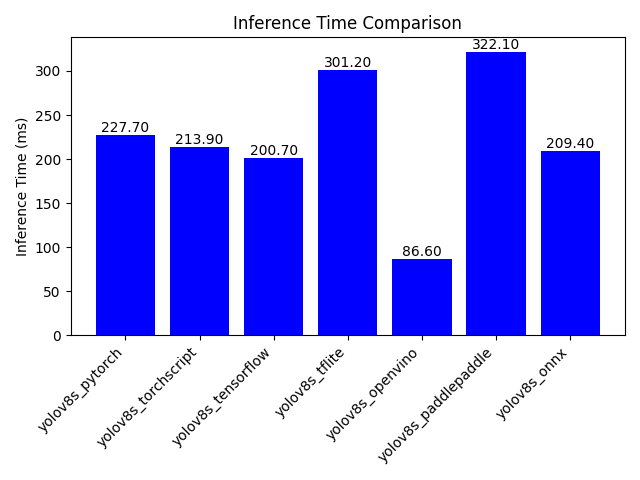 Inference Time Comparison
Inference Time (ms)
300
250
200
150
100
50
0
227.70
213.90
200.70
301.20
86.60
322.10
209.40
yolov8s_pytorch
yolov8s_torchscript
yolov8s_tensorflow
yolov8s_tflite
yolov8s_openvino
yolov8s_paddlepaddle
yolov8s_onnx